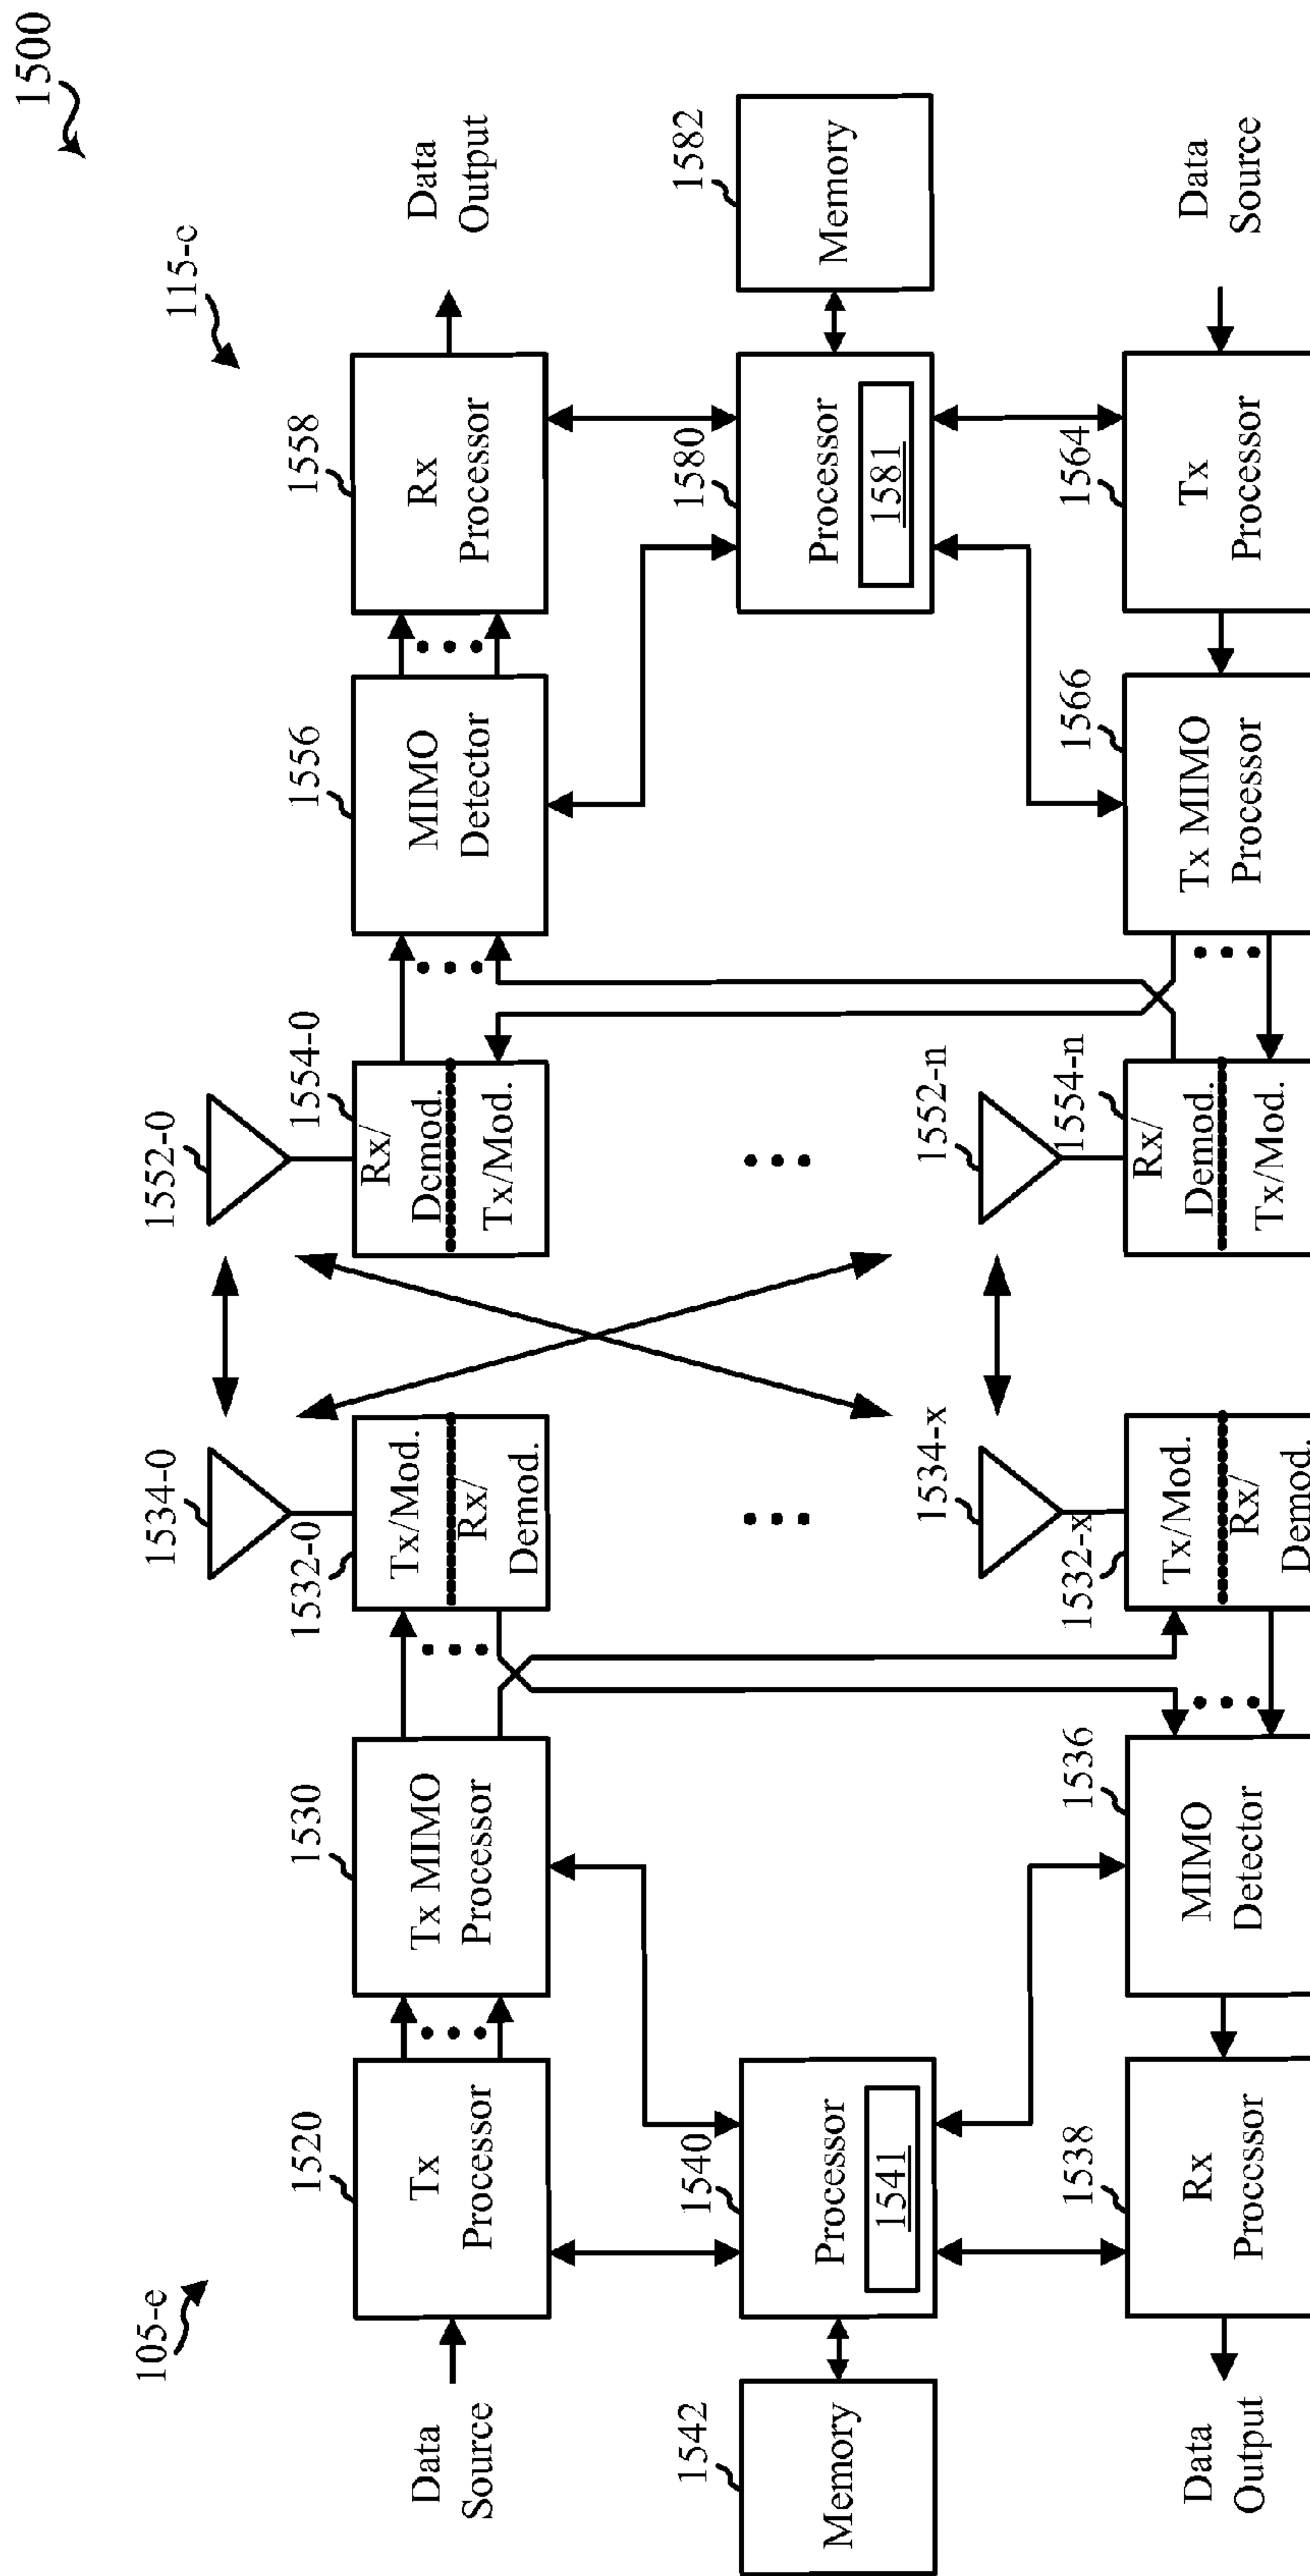 1500
105-e
115-c
1534-0
1552-0
1520
1530
1532-0
1554-0
1556
1558
Data
Source
Tx
Processor
Tx MIMO
Processor
Tx/Mod.
Rx/
Demod.
Rx/
Demod.
Tx/Mod.
MIMO
Detector
Rx
Processor
Data
Output
1542
Memory
1540
Processor
1541
1580
Processor
1581
1582
Memory
1534-x
1552-n
1538
1536
1532-x
1554-n
1566
1564
Data
Output
Rx
Processor
MIMO
Detector
Tx/Mod.
Rx/
Demod.
Rx/
Demod.
Tx/Mod.
Tx MIMO
Processor
Tx
Processor
Data
Source